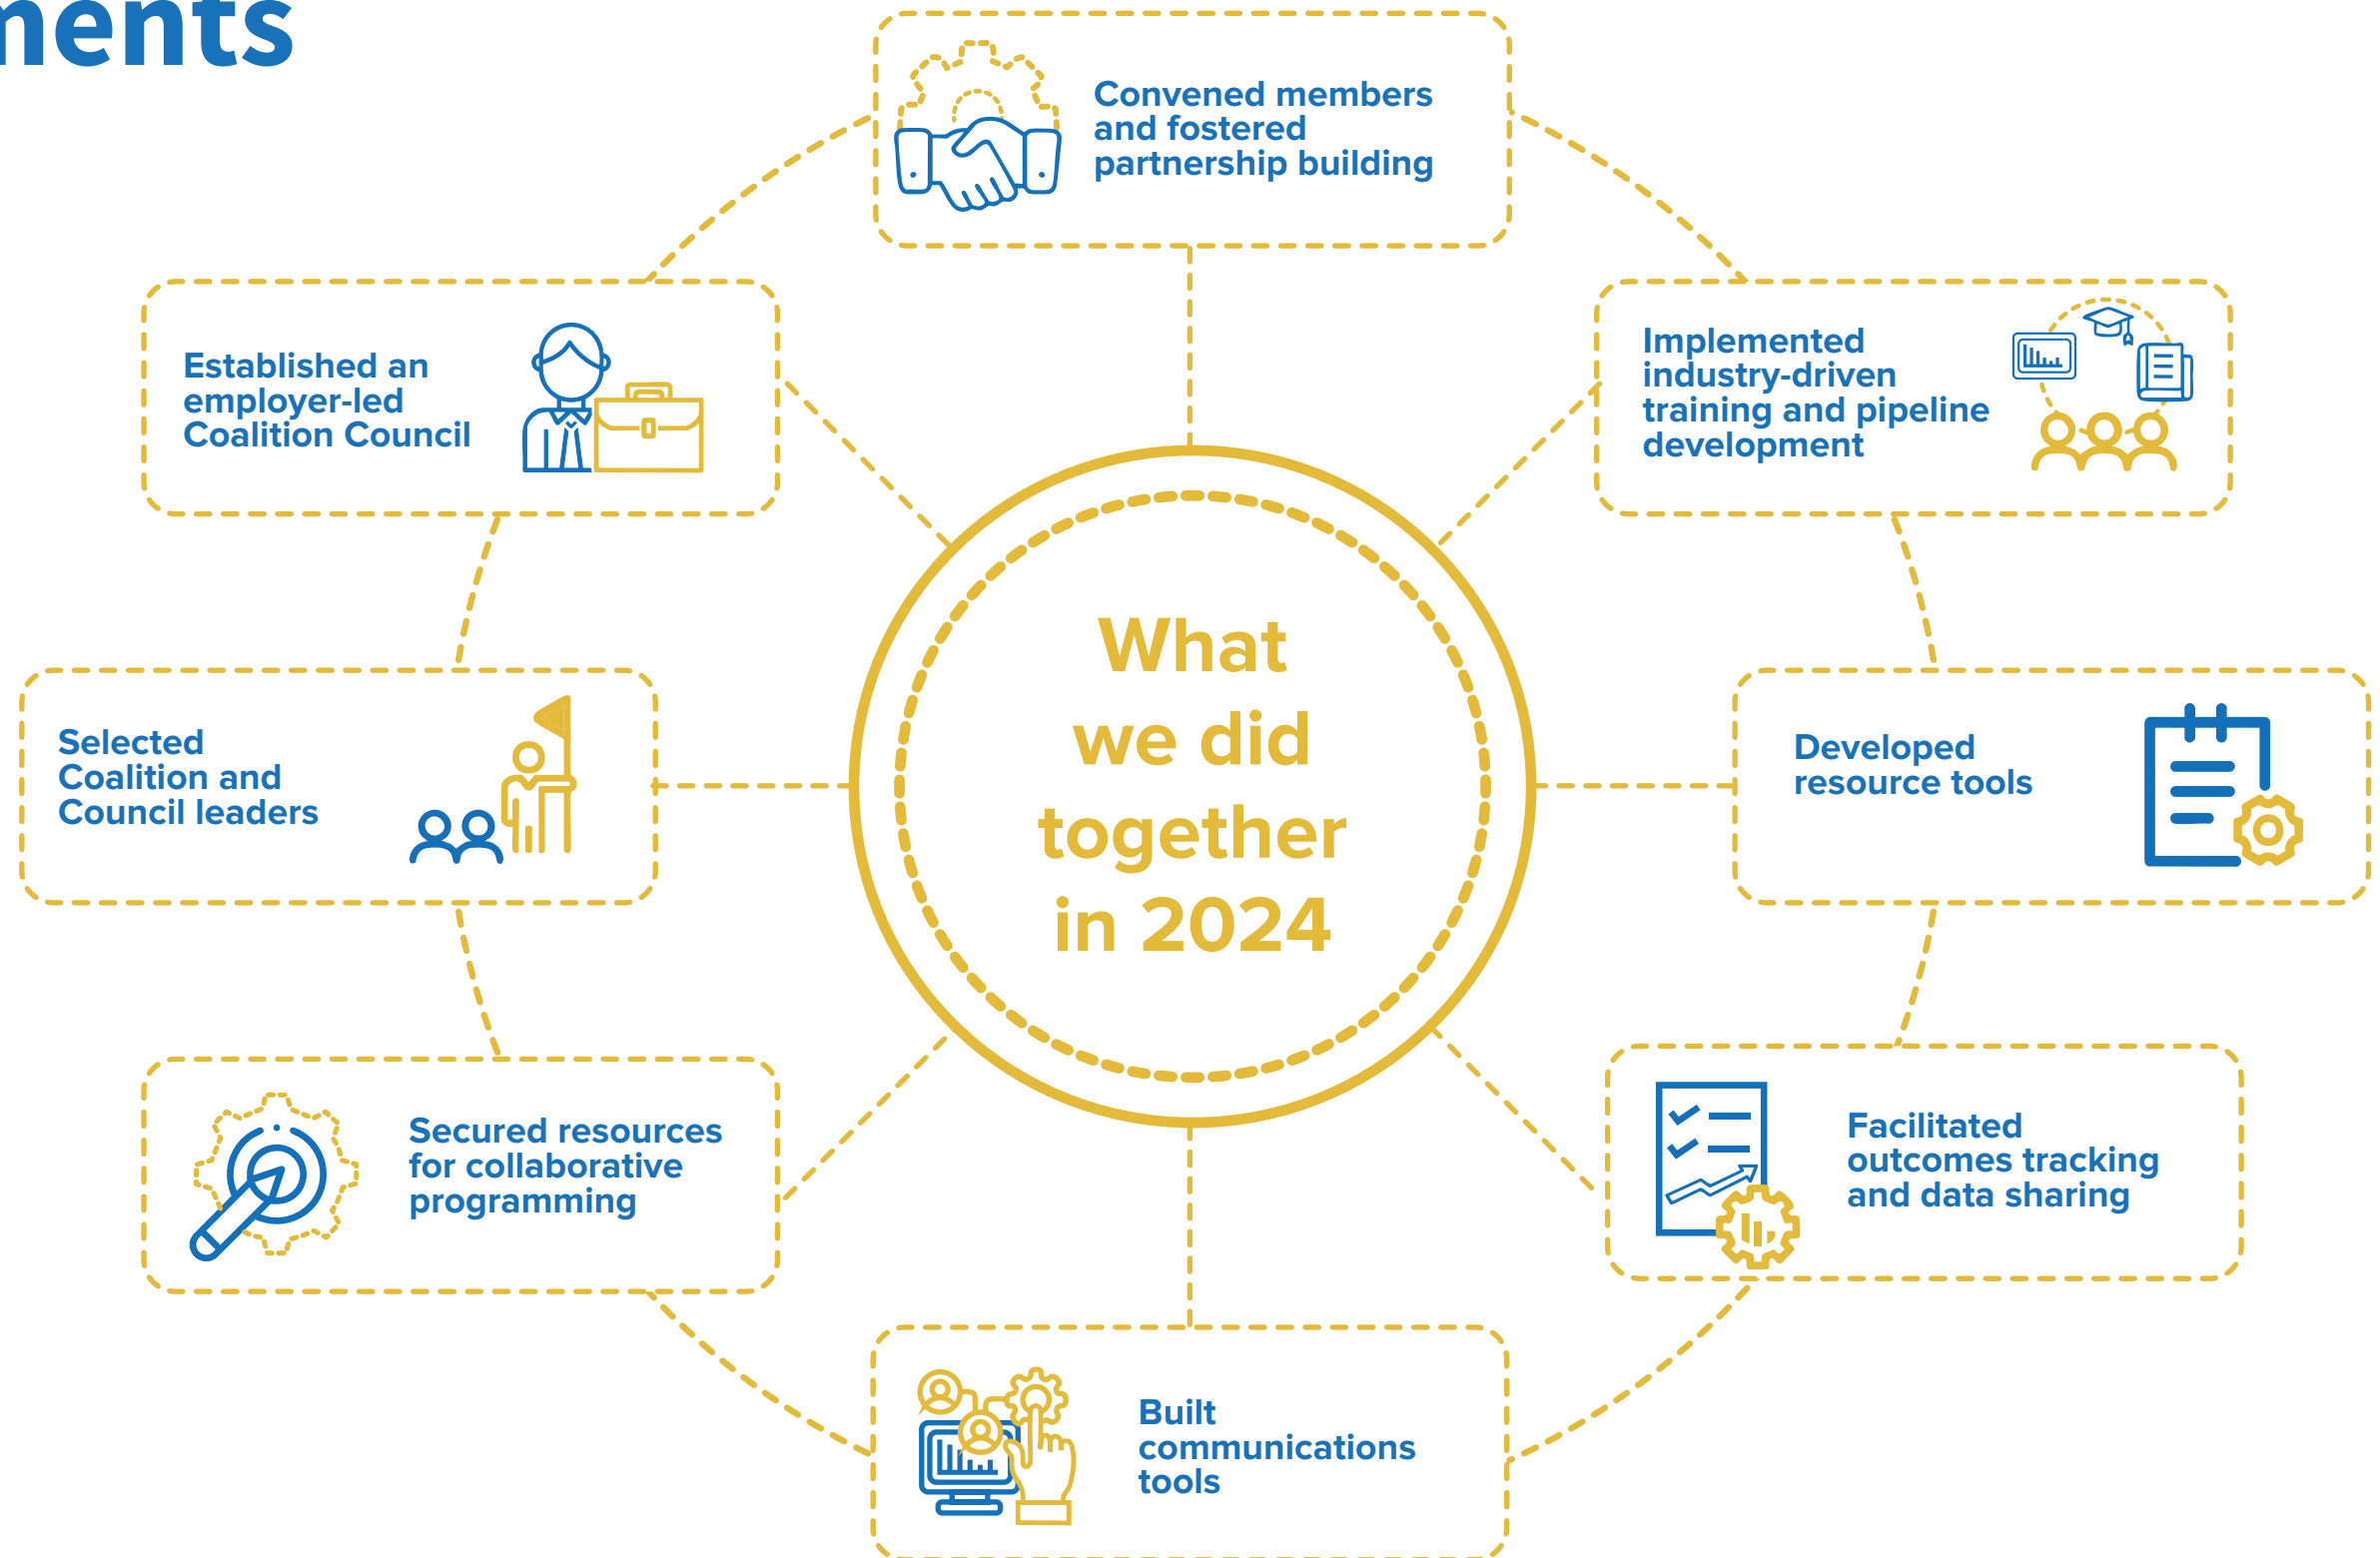 ments
Convened members
and fostered
partnership building
Established an
employer-led
Coalition Council
Implemented
industry-driven
training and pipeline
development
What
we did
together
in 2024
Selected
Coalition and
Council leaders
Developed
resource tools
Secured resources
for collaborative
programming
Facilitated
outcomes tracking
and data sharing
Built
communications
tools